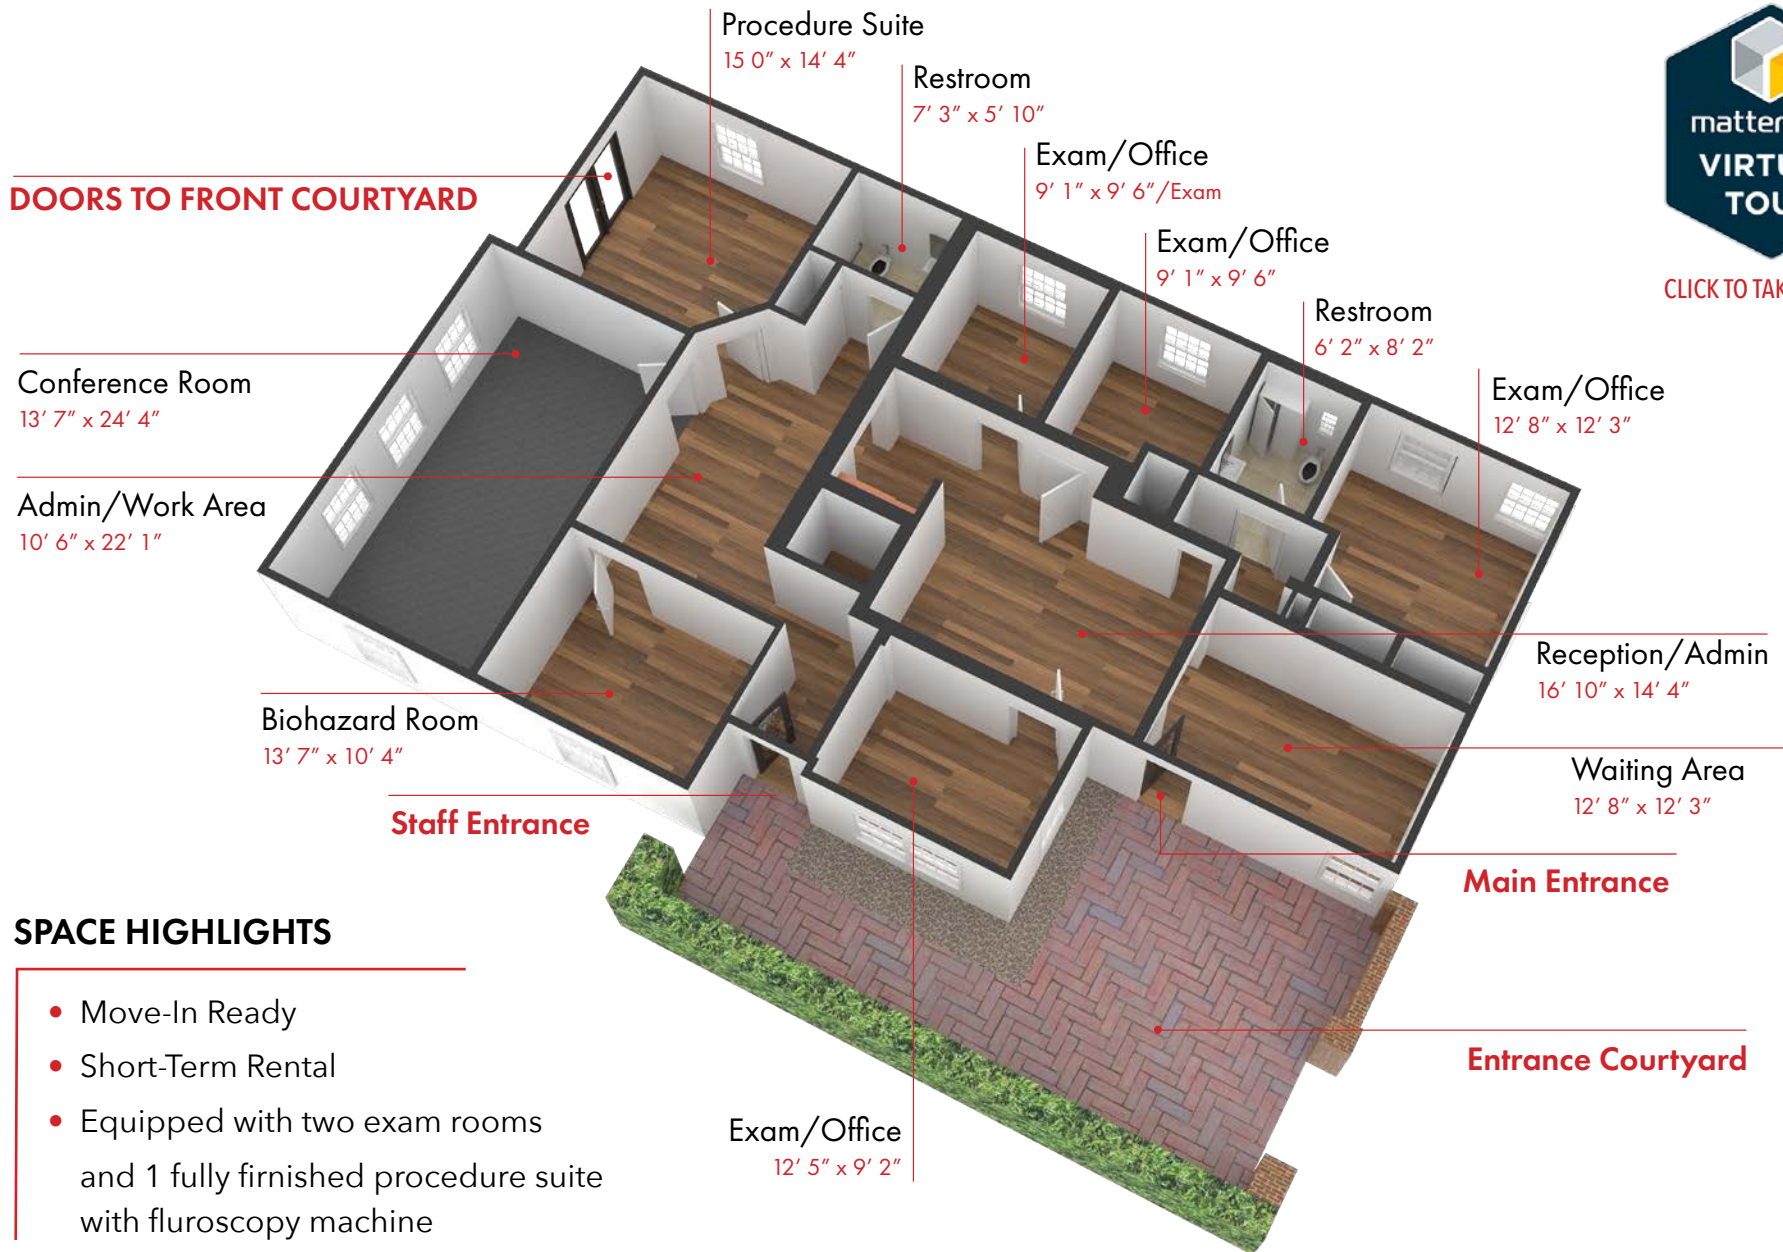 Procedure Suite
15 0” x 14’ 4”
Restroom
7’ 3” x 5’ 10”
Exam/Office
9’ 1” x 9’ 6”/Exam
Exam/Office
9’ 1” x 9’ 6”
Restroom
6’ 2” x 8’ 2”
Exam/Office
12’ 8” x 12’ 3”
VIRTU
TOU
CLICK TO TAK
DOORS TO FRONT COURTYARD
Conference Room
13’ 7” x 24’ 4”
Admin/Work Area
10’ 6” x 22’ 1”
Biohazard Room
13’ 7” x 10’ 4”
Staff Entrance
Reception/Admin
16’ 10” x 14’ 4”
Waiting Area
12’ 8” x 12’ 3”
Main Entrance
Entrance Courtyard
Exam/Office
12’ 5” x 9’ 2”
SPACE HIGHLIGHTS
• Move-In Ready
• Short-Term Rental
• Equipped with two exam rooms
and 1 fully firnished procedure suite
with fluroscopy machine